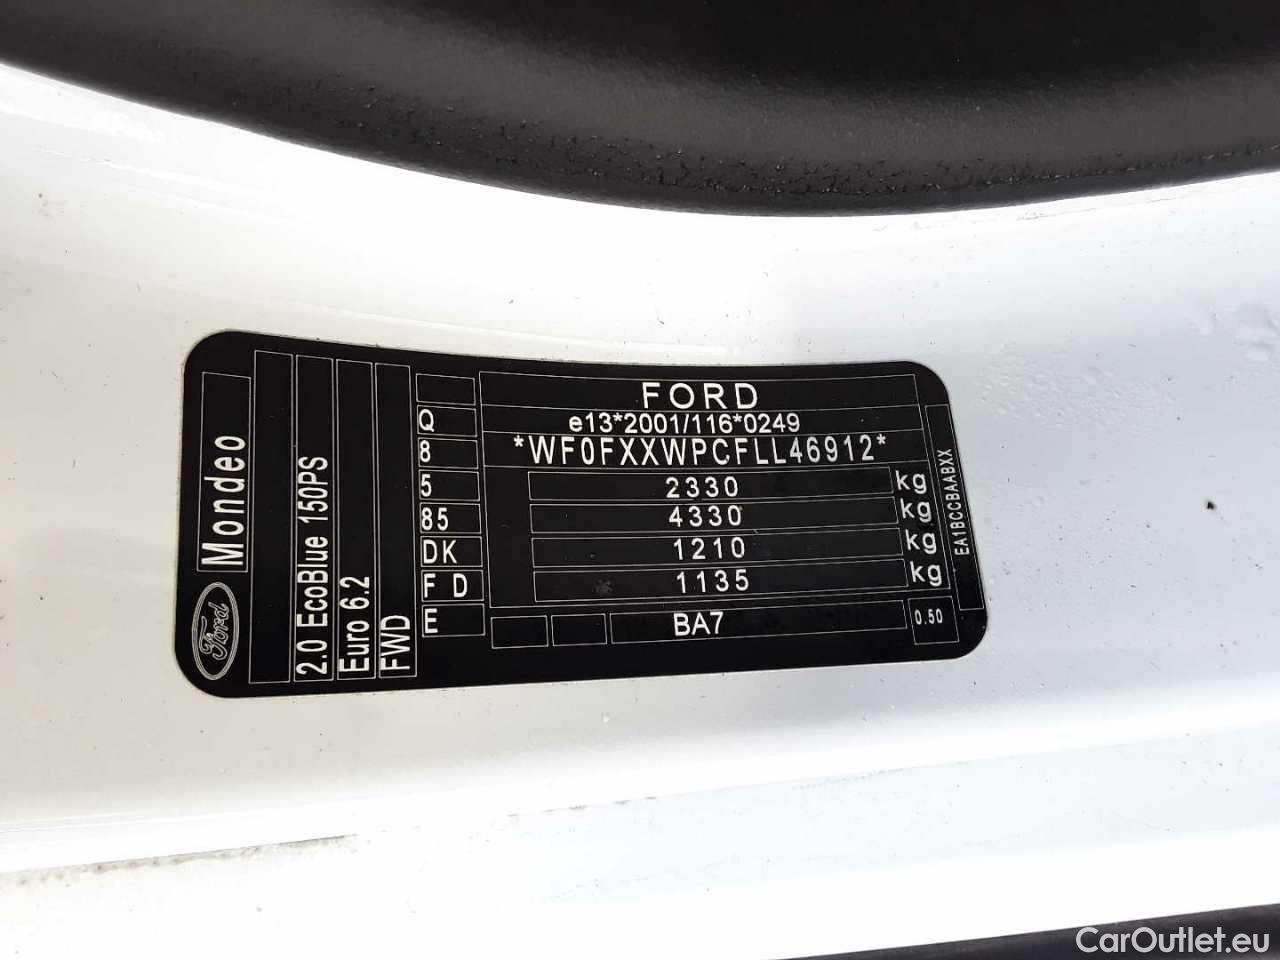 FORD
e13*2001/116*0249
*WF0FXXWPCFLL46912*
2330 kg
4330 kg
1210 kg
1135 kg
BA7
0.50
EA1BCCBAABXX
Q
8
5
85
DK
F D
E
Ford
Mondeo
2.0 EcoBlue 150PS
Euro 6.2
FWD
CarOutlet.eu